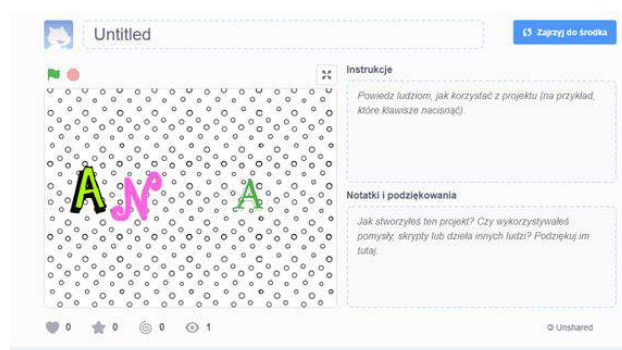 Untitled
Zajrzyj do środka
Instrukcje
Powiedz ludziom, jak korzystać z projektu (na przykład,
które klawisze nacisnąć).
A N A
Notatki i podziękowania
Jak stworzyłeś ten projekt? Czy wykorzystywałeś
pomysły, skrypty lub dzieła innych ludzi? Podziękuj im
tutaj.
0 0 0 1
Unshared